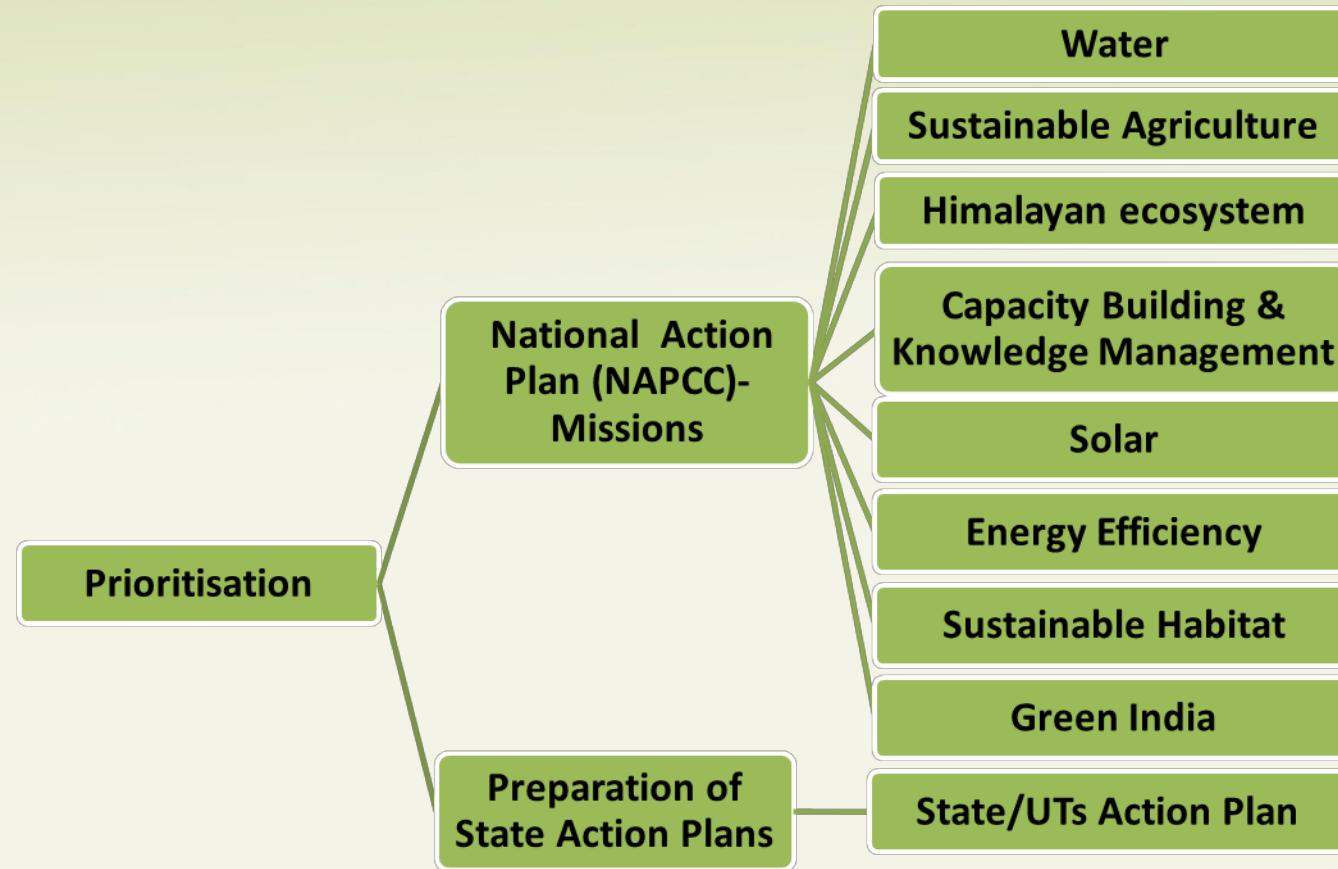 Prioritisation
National Action
Plan (NAPCC)-
Missions
Water
Sustainable Agriculture
Himalayan ecosystem
Capacity Building &
Knowledge Management
Solar
Energy Efficiency
Sustainable Habitat
Green India
Preparation of
State Action Plans
State/UTs Action Plan